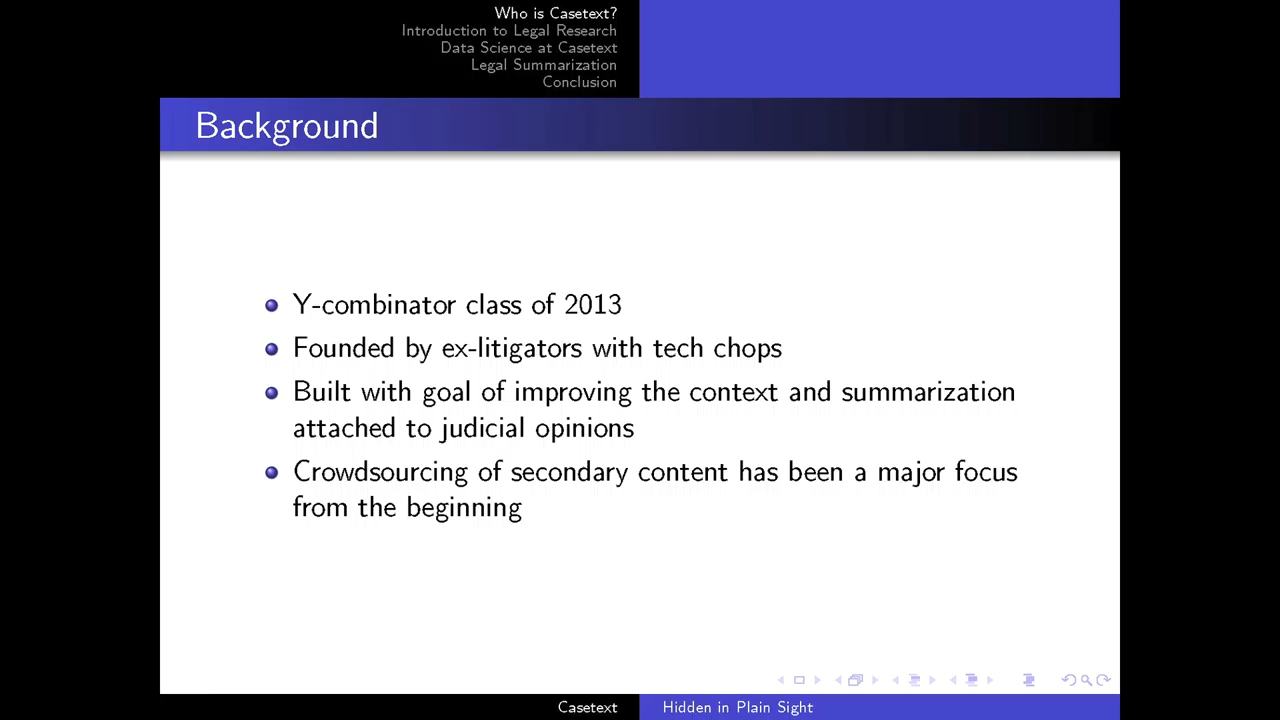 Who is Casetext?
Introduction to Legal Research
Data Science at Casetext
Legal Summarization
Conclusion
Background
Y-combinator class of 2013
Founded by ex-litigators with tech chops
Built with goal of improving the context and summarization
attached to judicial opinions
Crowdsourcing of secondary content has been a major focus
from the beginning
Casetext
Hidden in Plain Sight